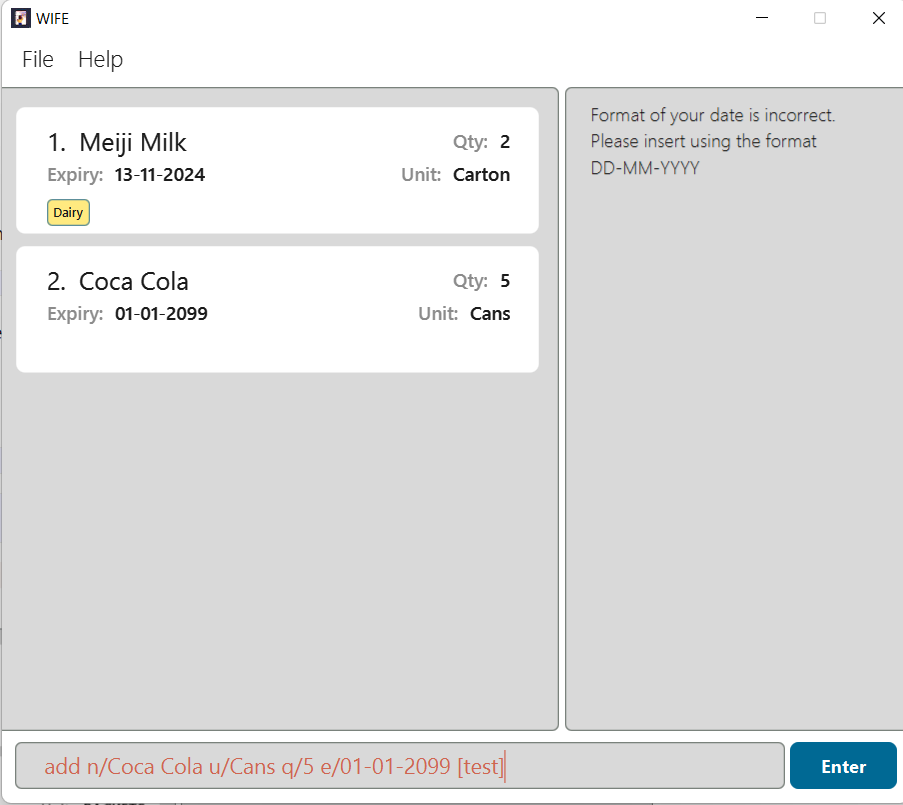 WIFE
File Help
1. Meiji Milk Qty: 2
Expiry: 13-11-2024 Unit: Carton
Dairy
2. Coca Cola Qty: 5
Expiry: 01-01-2099 Unit: Cans
Format of your date is incorrect.
Please insert using the format
DD-MM-YYYY
add n/Coca Cola u/Cans q/5 e/01-01-2099 [test]
Enter